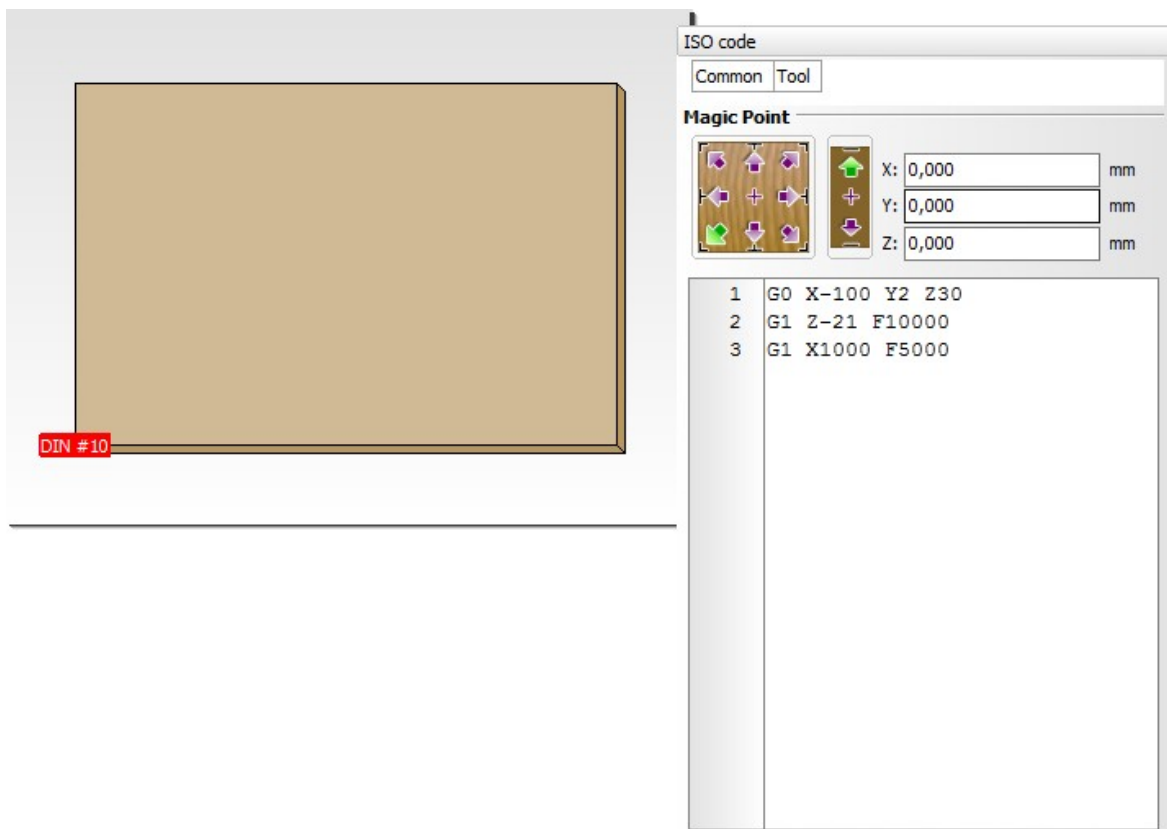 ISO code
Common Tool
Magic Point
X: 0,000 mm
Y: 0,000 mm
Z: 0,000 mm
1 G0 X-100 Y2 Z30
2 G1 Z-21 F10000
3 G1 X1000 F5000
DIN #10